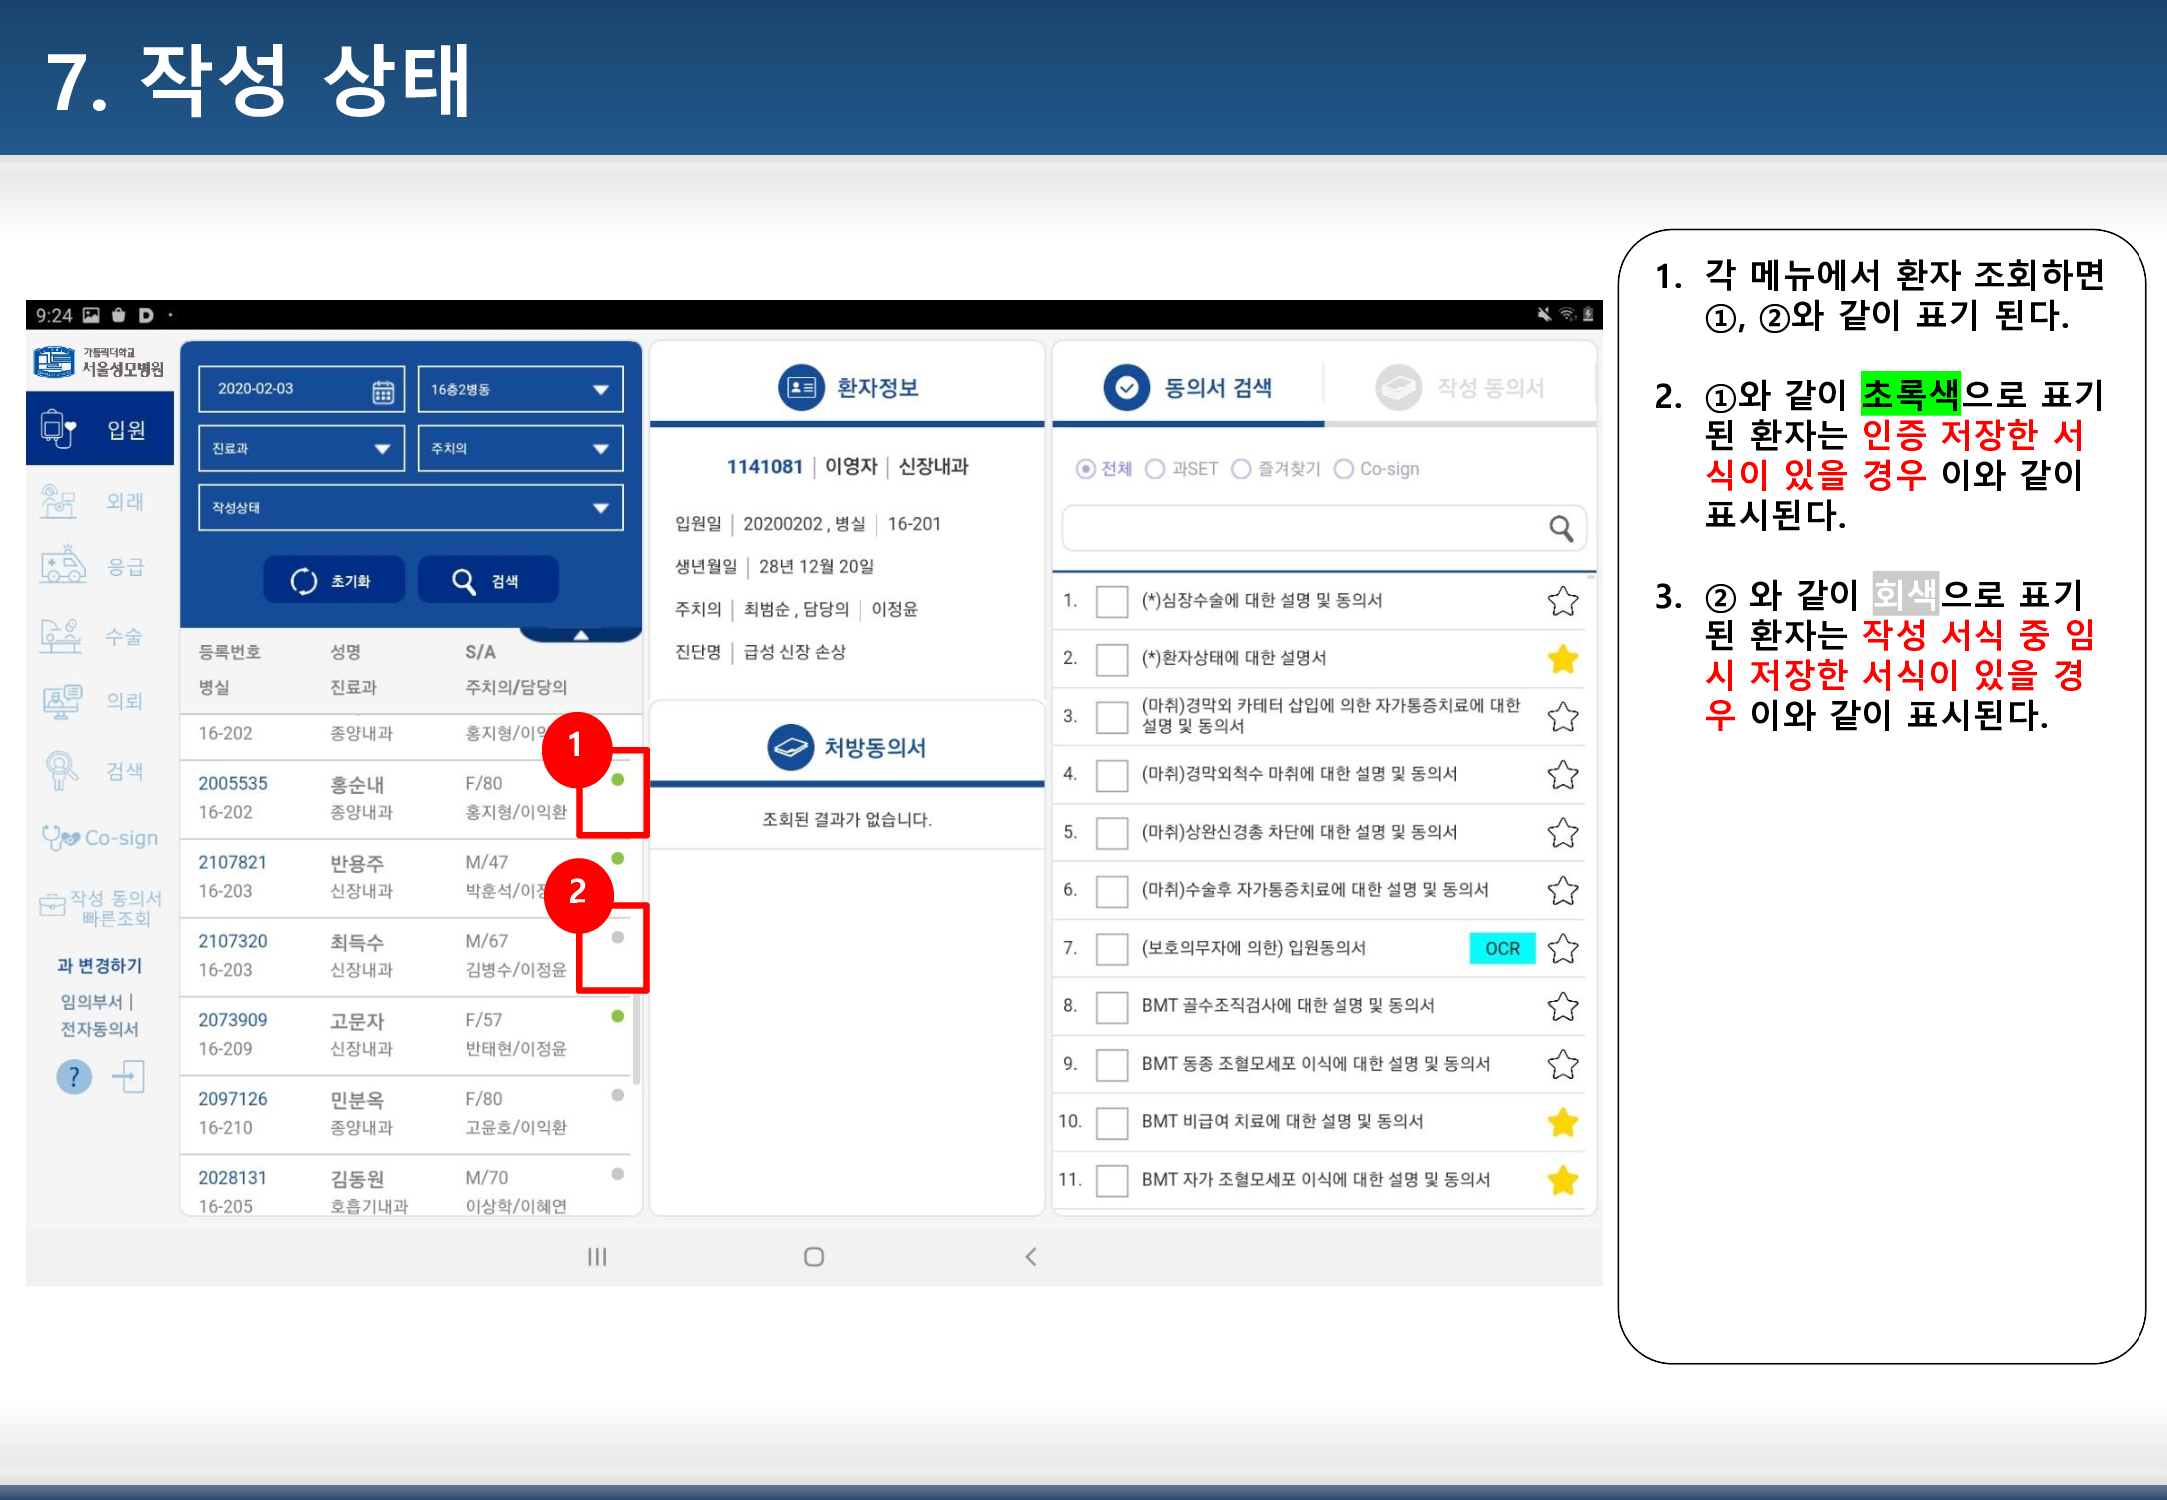 7. 작성 상태
9:24
가톨릭대학교
서울성모병원
입원
외래
응급
수술
의뢰
검색
Co-sign
작성 동의서
빠른조회
과 변경하기
임의부서 |
전자동의서
?
2020-02-03
16층2병동
진료과
주치의
작성상태
초기화
검색
등록번호 성명 S/A
병실 진료과 주치의/담당의
16-202 종양내과
1
2005535 홍순내 F/80
16-202 종양내과 홍지형/이익환
2107821 반용주 M/47
16-203 신장내과
2
2107320 최득수 M/67
16-203 신장내과 김병수/이정윤
2073909 고문자 F/57
16-209 신장내과 반태현/이정윤
2097126 민분옥 F/80
16-210 종양내과 고윤호/이익환
2028131 김동원 M/70
16-205 호흡기내과 이상학/이혜연
환자정보
1141081 | 이영자 | 신장내과
입원일 | 20200202 , 병실 | 16-201
생년월일 | 28년 12월 20일
주치의 | 최범순 , 담당의 | 이정윤
진단명 | 급성 신장 손상
처방동의서
조회된 결과가 없습니다.
동의서 검색
작성 동의서
전체 과SET 즐겨찾기 Co-sign
1. (*)심장수술에 대한 설명 및 동의서
2. (*)환자상태에 대한 설명서
3. (마취)경막외 카테터 삽입에 의한 자가통증치료에 대한
설명 및 동의서
4. (마취)경막외척수 마취에 대한 설명 및 동의서
5. (마취)상완신경총 차단에 대한 설명 및 동의서
6. (마취)수술후 자가통증치료에 대한 설명 및 동의서
7. (보호의무자에 의한) 입원동의서 OCR
8. BMT 골수조직검사에 대한 설명 및 동의서
9. BMT 동종 조혈모세포 이식에 대한 설명 및 동의서
10. BMT 비급여 치료에 대한 설명 및 동의서
11. BMT 자가 조혈모세포 이식에 대한 설명 및 동의서
1. 각 메뉴에서 환자 조회하면
①, ②와 같이 표기 된다.
2. ①와 같이 초록색으로 표기
된 환자는 인증 저장한 서
식이 있을 경우 이와 같이
표시된다.
3. ② 와 같이 회색으로 표기
된 환자는 작성 서식 중 임
시 저장한 서식이 있을 경
우 이와 같이 표시된다.